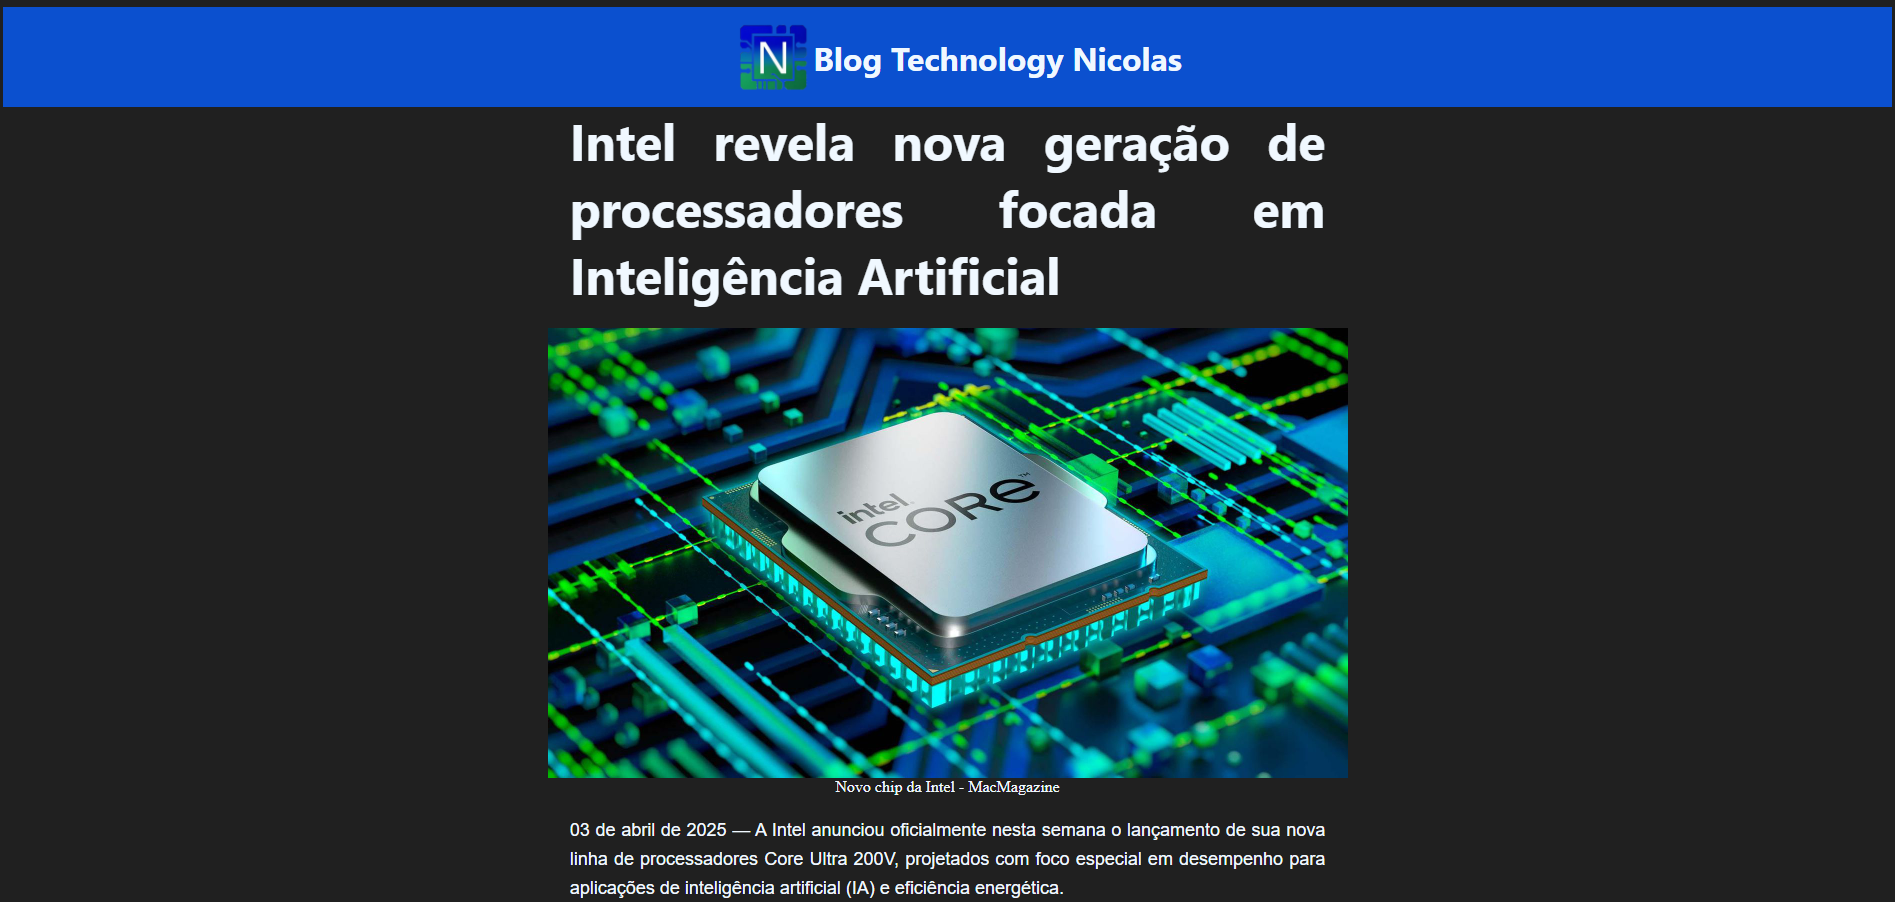 N
Blog Technology Nicolas
Intel revela nova geração de
processadores focada em
Inteligência Artificial
intel.
CORE™
Novo chip da Intel - MacMagazine
03 de abril de 2025 — A Intel anunciou oficialmente nesta semana o lançamento de sua nova
linha de processadores Core Ultra 200V, projetados com foco especial em desempenho para
aplicações de inteligência artificial (IA) e eficiência energética.